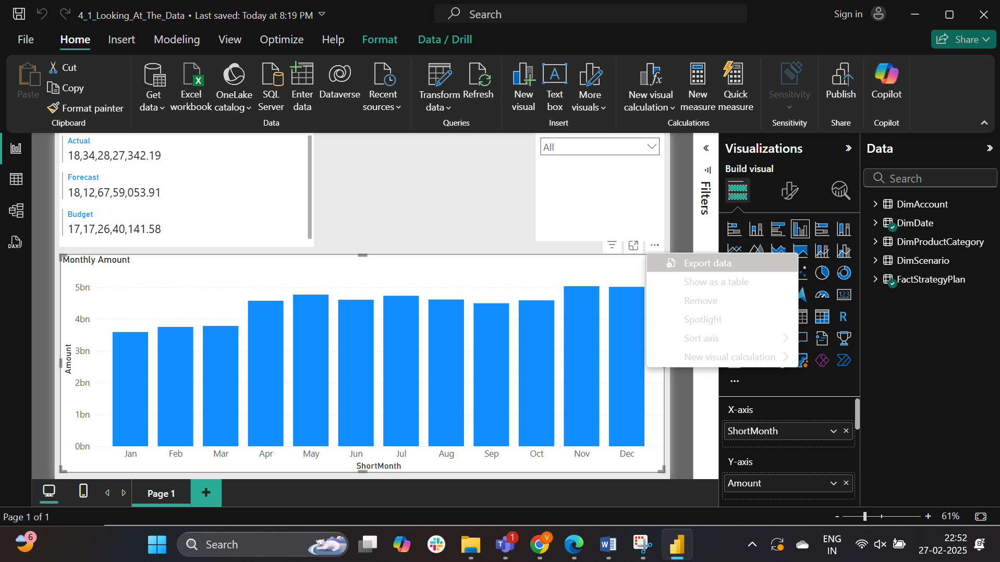 4_1_Looking_At_The_Data • Last saved: Today at 8:19 PM
Search
Sign in
File
Home
Insert
Modeling
View
Optimize
Help
Format
Data / Drill
Share
Paste
Cut
Copy
Format painter
Clipboard
Get data
Excel workbook
OneLake catalog
SQL Server
Enter data
Dataverse
Recent sources
Data
Transform data
Refresh
Queries
New visual
Text box
More visuals
Insert
New visual calculation
New measure
Quick measure
Calculations
Sensitivity
Sensitivity
Publish
Share
Copilot
Copilot
DAX
Actual
18,34,28,27,342.19
Forecast
18,12,67,59,053.91
Budget
17,17,26,40,141.58
All
Monthly Amount
Amount
5bn
4bn
3bn
2bn
1bn
0bn
Jan Feb Mar Apr May Jun Jul Aug Sep Oct Nov Dec
ShortMonth
Export data
Show as a table
Remove
Spotlight
Sort axis
New visual calculation
Filters
Visualizations
Build visual
123
R
X-axis
ShortMonth
Y-axis
Amount
Data
Search
DimAccount
DimDate
DimProductCategory
DimScenario
FactStrategyPlan
Page 1
Page 1 of 1
61%
6
Search
1
V
ENG
IN
22:52
27-02-2025